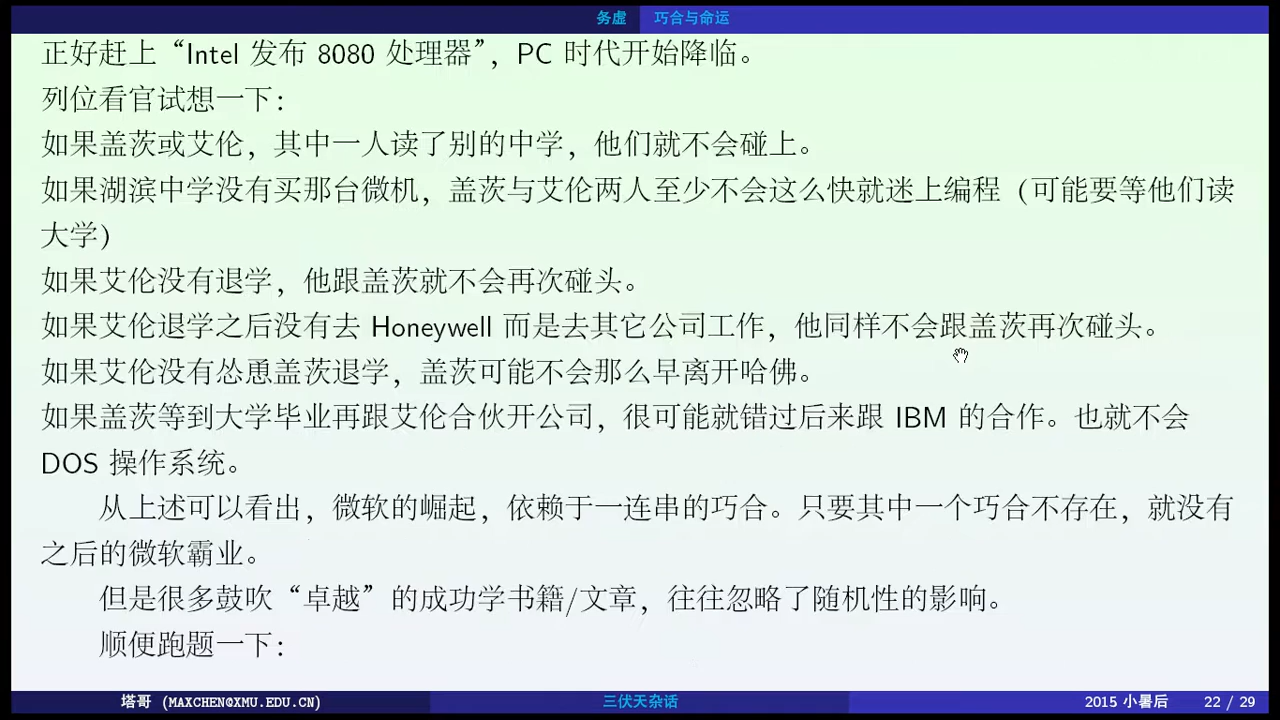 务虚 巧合与命运
正好赶上“Intel 发布 8080 处理器”，PC 时代开始降临。
列位看官试想一下：
如果盖茨或艾伦，其中一人读了别的中学，他们就不会碰上。
如果湖滨中学没有买那台微机，盖茨与艾伦两人至少不会这么快就迷上编程（可能要等他们读
大学）
如果艾伦没有退学，他跟盖茨就不会再次碰头。
如果艾伦退学之后没有去 Honeywell 而是去其它公司工作，他同样不会跟盖茨再次碰头。
如果艾伦没有怂恿盖茨退学，盖茨可能不会那么早离开哈佛。
如果盖茨等到大学毕业再跟艾伦合伙开公司，很可能就错过后来跟 IBM 的合作。也就不会
DOS 操作系统。
从上述可以看出，微软的崛起，依赖于一连串的巧合。只要其中一个巧合不存在，就没有
之后的微软霸业。
但是很多鼓吹“卓越”的成功学书籍/文章，往往忽略了随机性的影响。
顺便跑题一下：
塔哥 (MAXCHEN@XMU.EDU.CN) 三伏天杂话 2015 小暑后 22 / 29